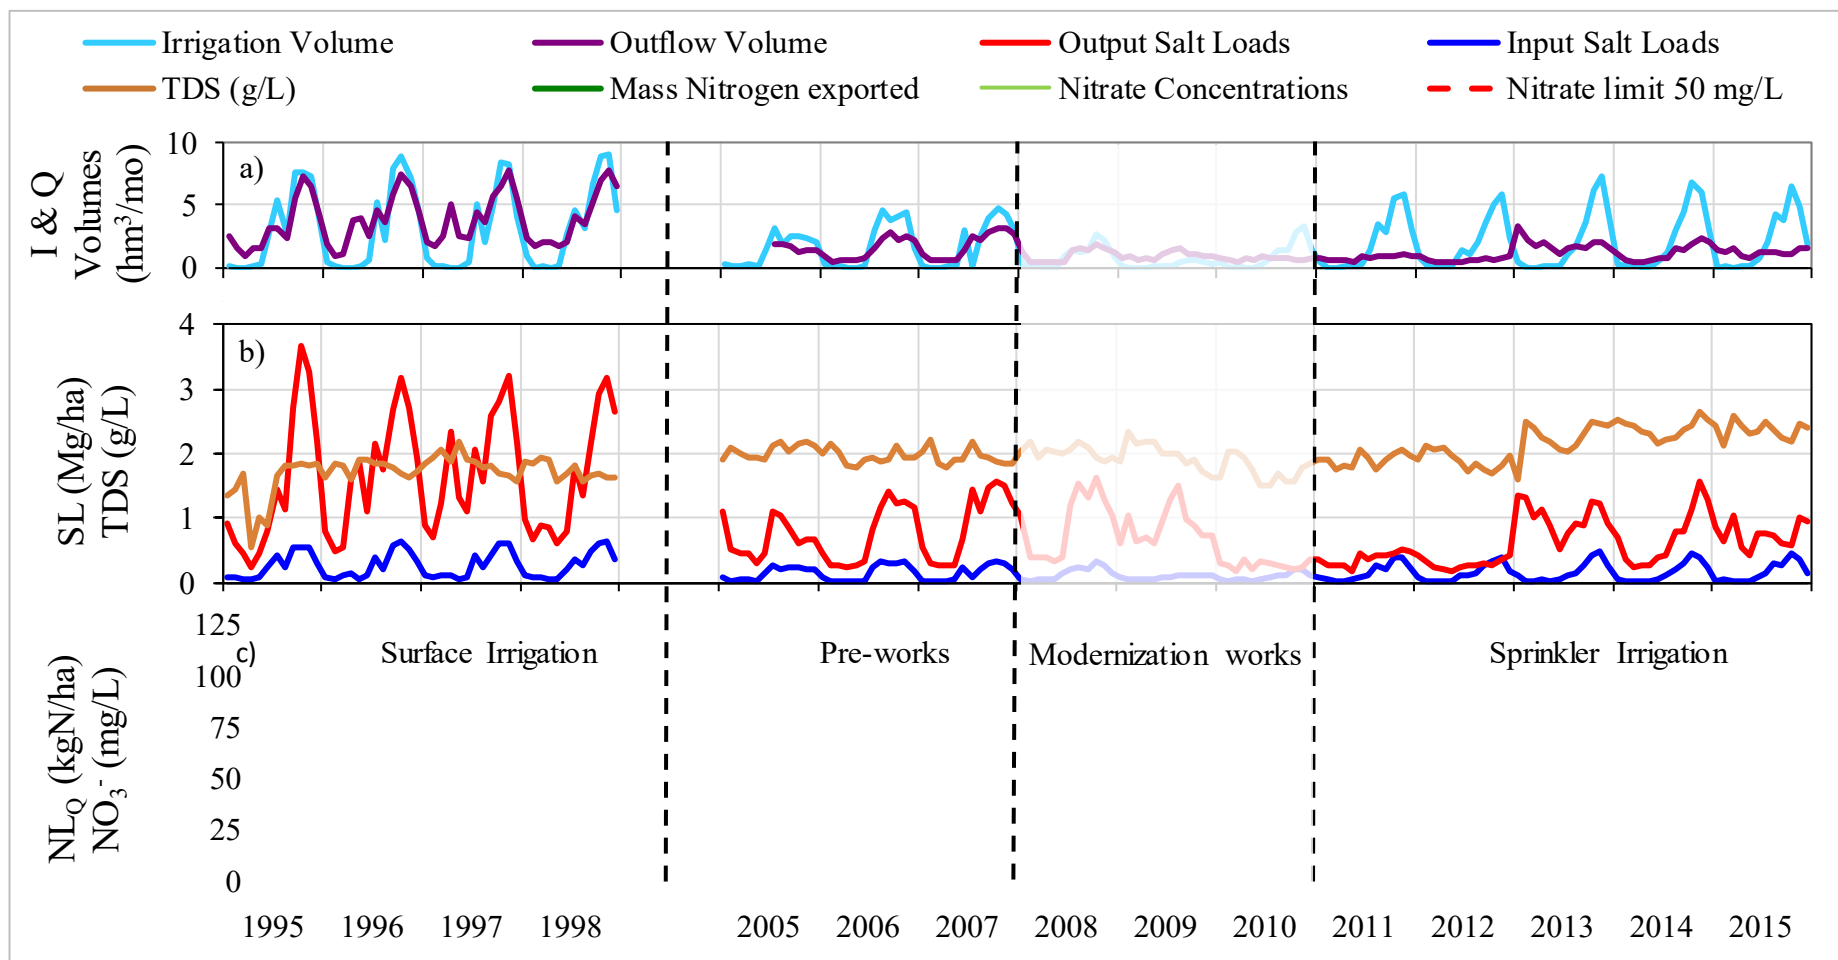 Irrigation Volume Outflow Volume Output Salt Loads Input Salt Loads
TDS (g/L) Mass Nitrogen exported Nitrate Concentrations Nitrate limit 50 mg/L
I & Q
Volumes
(hm³/mo)
10
5
0
a)
SL (Mg/ha)
TDS (g/L)
4
3
2
1
0
b)
NL_Q (kgN/ha)
NO₃⁻ (mg/L)
125
100
75
50
25
0
c)
Surface Irrigation Pre-works Modernization works Sprinkler Irrigation
1995 1996 1997 1998 2005 2006 2007 2008 2009 2010 2011 2012 2013 2014 2015